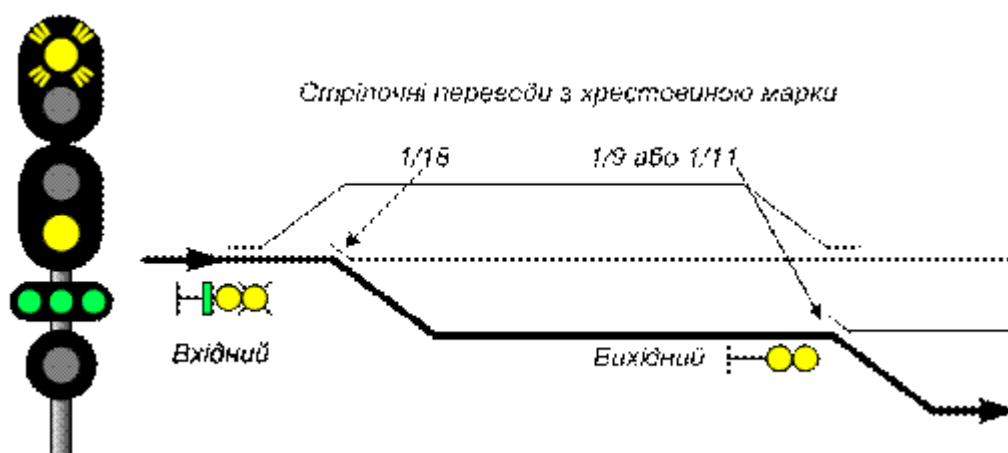 Стрілочні переводи з хрестовиною марки
1/18 1/9 або 1/11
Вхідний
Вихідний